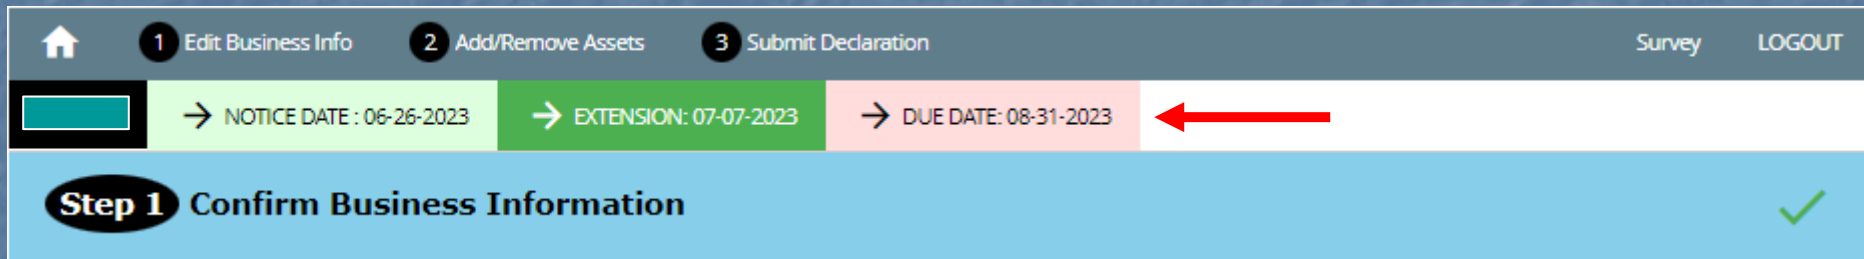 1 Edit Business Info 2 Add/Remove Assets 3 Submit Declaration Survey LOGOUT
→ NOTICE DATE : 06-26-2023 → EXTENSION: 07-07-2023 → DUE DATE: 08-31-2023
Step 1 Confirm Business Information